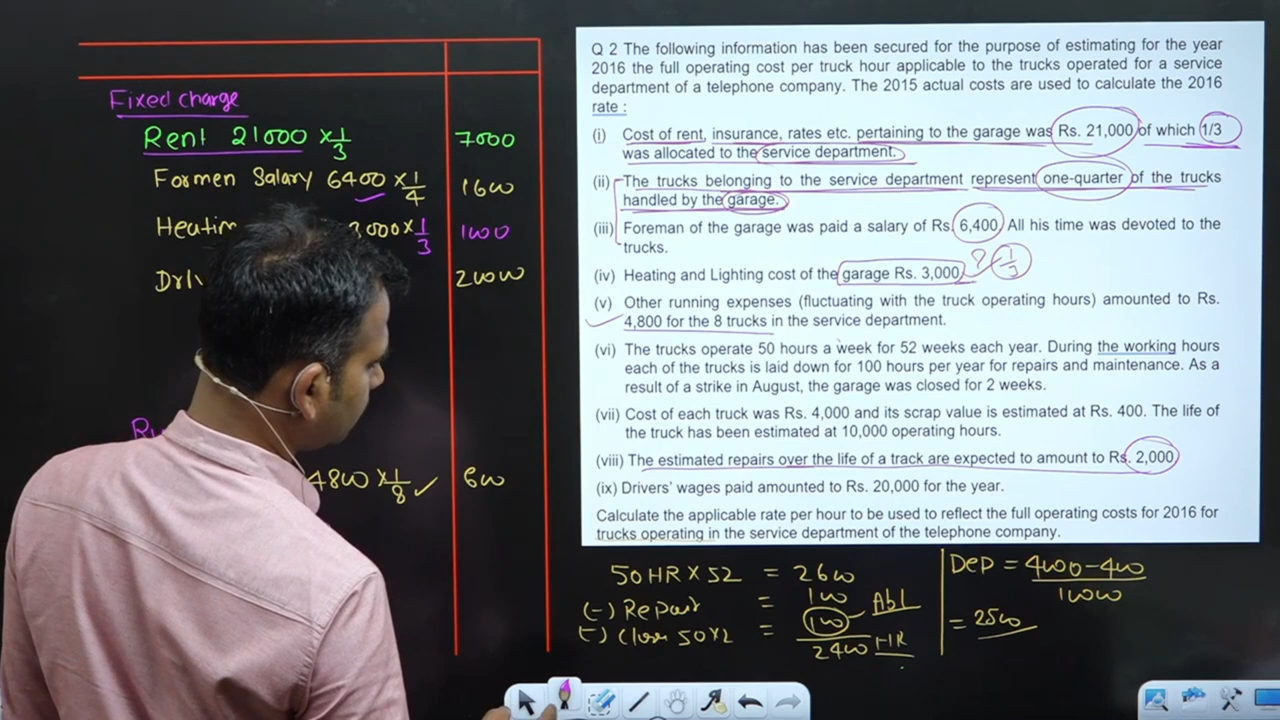 Fixed charge
Rent 21000 × 1/3 7000
Formen Salary 6400 × 1/4 1600
Heatin 3000 × 1/3 1000
Driv 20000
Ru
4800 × 1/8 ✓ 600
Q 2 The following information has been secured for the purpose of estimating for the year
2016 the full operating cost per truck hour applicable to the trucks operated for a service
department of a telephone company. The 2015 actual costs are used to calculate the 2016
rate :
(i) Cost of rent, insurance, rates etc. pertaining to the garage was Rs. 21,000 of which 1/3
was allocated to the service department.
(ii) The trucks belonging to the service department represent one-quarter of the trucks
handled by the garage.
(iii) Foreman of the garage was paid a salary of Rs. 6,400 All his time was devoted to the
trucks.
(iv) Heating and Lighting cost of the garage Rs. 3,000 ? 1/3
(v) Other running expenses (fluctuating with the truck operating hours) amounted to Rs.
4,800 for the 8 trucks in the service department.
(vi) The trucks operate 50 hours a week for 52 weeks each year. During the working hours
each of the trucks is laid down for 100 hours per year for repairs and maintenance. As a
result of a strike in August, the garage was closed for 2 weeks.
(vii) Cost of each truck was Rs. 4,000 and its scrap value is estimated at Rs. 400. The life of
the truck has been estimated at 10,000 operating hours.
(viii) The estimated repairs over the life of a track are expected to amount to Rs. 2,000
(ix) Drivers' wages paid amounted to Rs. 20,000 for the year.
Calculate the applicable rate per hour to be used to reflect the full operating costs for 2016 for
trucks operating in the service department of the telephone company.
50HR × 52 = 2600
(-) Repair = 100 Abl
(-) Close 50×2 = 100
2400 HR
Dep = 4000-400
10000
=